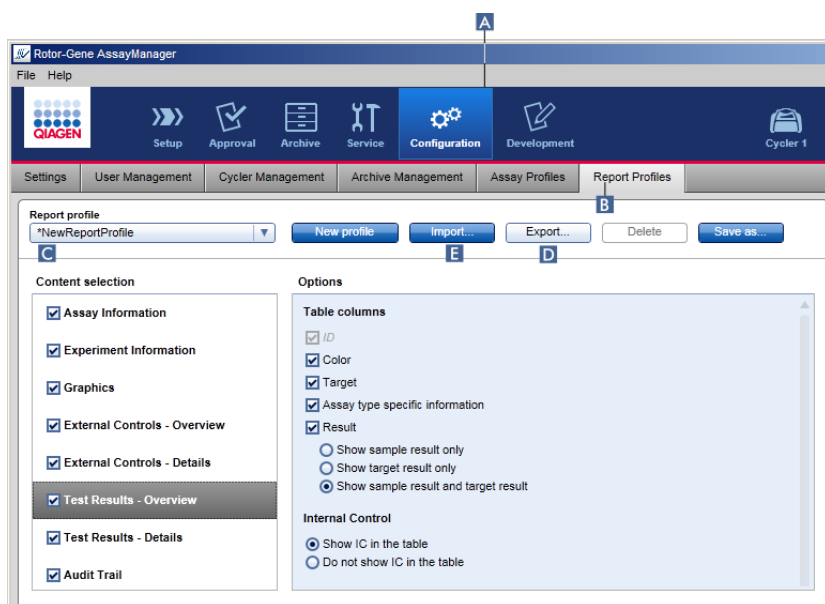 A
Rotor-Gene AssayManager
File Help
QIAGEN
Setup
Approval
Archive
Service
Configuration
Development
Cycler 1
Settings
User Management
Cycler Management
Archive Management
Assay Profiles
Report Profiles
B
Report profile
*NewReportProfile
New profile
Import...
Export...
Delete
Save as...
C
E
D
Content selection
Assay Information
Experiment Information
Graphics
External Controls - Overview
External Controls - Details
Test Results - Overview
Test Results - Details
Audit Trail
Options
Table columns
ID
Color
Target
Assay type specific information
Result
Show sample result only
Show target result only
Show sample result and target result
Internal Control
Show IC in the table
Do not show IC in the table